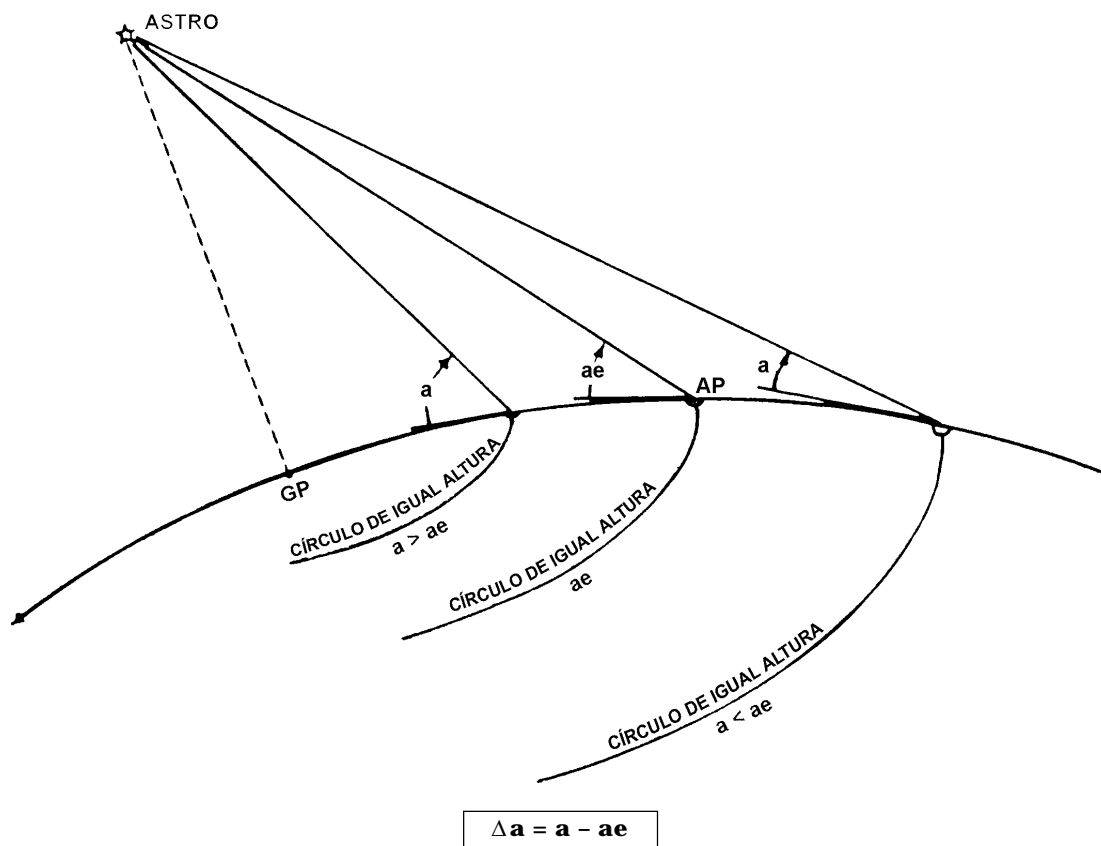 ASTRO
a
ae
AP
a
GP
CÍRCULO DE IGUAL ALTURA
a > ae
CÍRCULO DE IGUAL ALTURA
ae
CÍRCULO DE IGUAL ALTURA
a < ae
Δa = a – ae